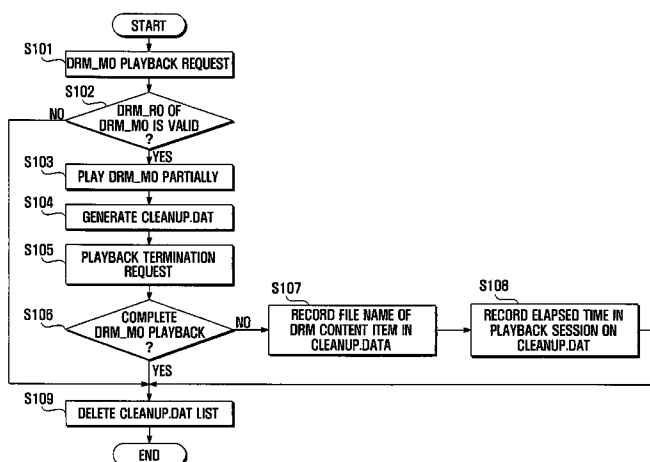 START
S101
DRM_MO PLAYBACK REQUEST
S102
NO
DRM_RO OF
DRM_MO IS VALID
?
YES
S103
PLAY DRM_MO PARTIALLY
S104
GENERATE CLEANUP.DAT
S105
PLAYBACK TERMINATION
REQUEST
S106
COMPLETE
DRM_MO PLAYBACK
?
NO
YES
S107
RECORD FILE NAME OF
DRM CONTENT ITEM IN
CLEANUP.DATA
S108
RECORD ELAPSED TIME IN
PLAYBACK SESSION ON
CLEANUP.DAT
S109
DELETE CLEANUP.DAT LIST
END